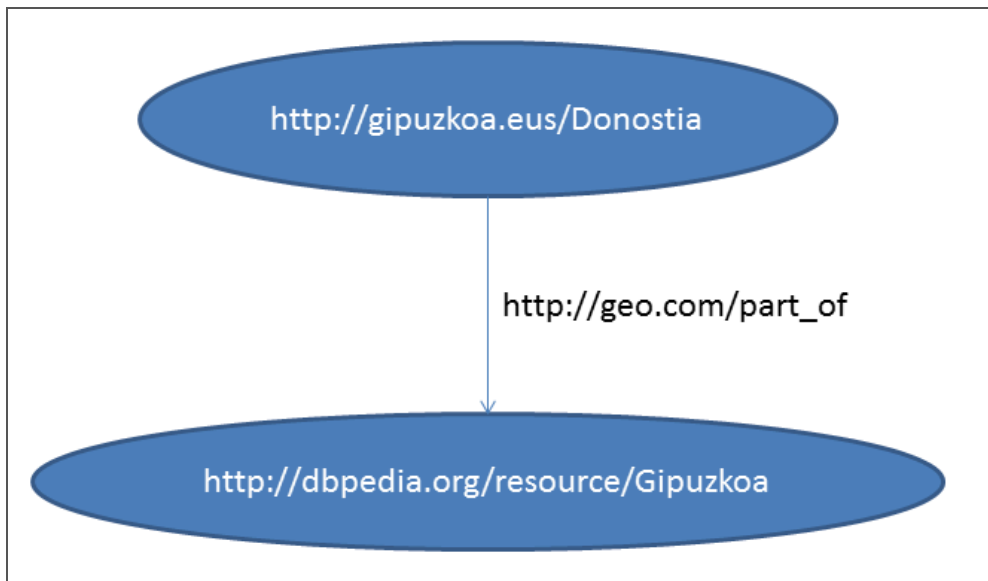 http://gipuzkoa.eus/Donostia
http://geo.com/part_of
http://dbpedia.org/resource/Gipuzkoa